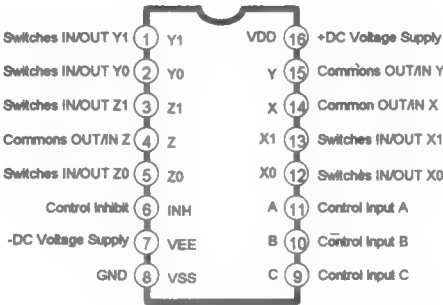 Switches IN/OUT Y1 1 Y1 VDD 16 +DC Voltage Supply
Switches IN/OUT Y0 2 Y0 Y 15 Commons OUT/IN Y
Switches IN/OUT Z1 3 Z1 X 14 Common OUT/IN X
Commons OUT/IN Z 4 Z X1 13 Switches IN/OUT X1
Switches IN/OUT Z0 5 Z0 X0 12 Switches IN/OUT X0
Control Inhibit 6 INH A 11 Control Input A
-DC Voltage Supply 7 VEE B 10 Control Input B
GND 8 VSS C 9 Control Input C